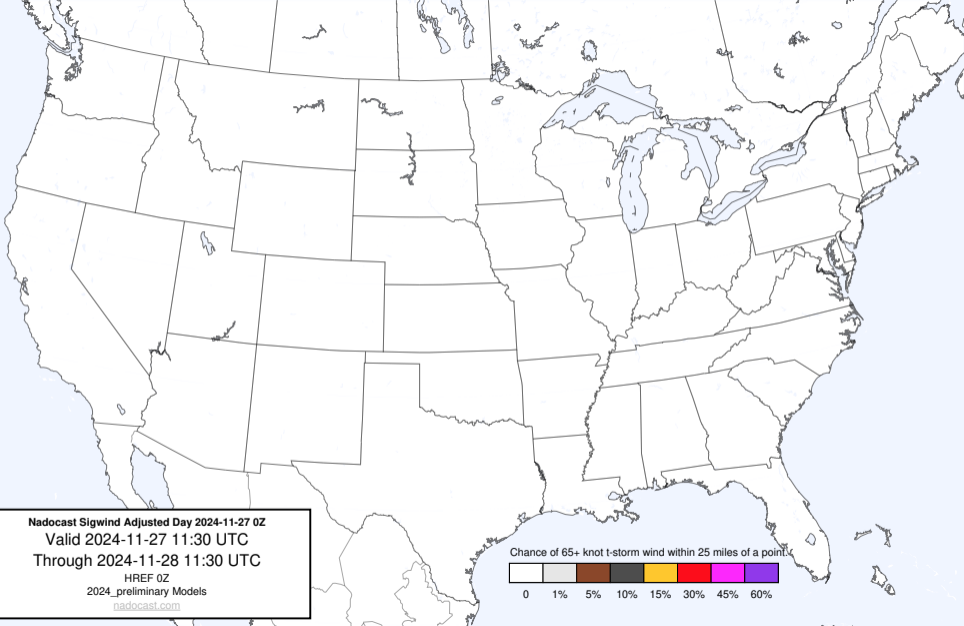 Nadocast Sigwind Adjusted Day 2024-11-27 0Z
Valid 2024-11-27 11:30 UTC
Through 2024-11-28 11:30 UTC
HREF 0Z
2024_preliminary Models
nadocast.com
Chance of 65+ knot t-storm wind within 25 miles of a point.
0 1% 5% 10% 15% 30% 45% 60%